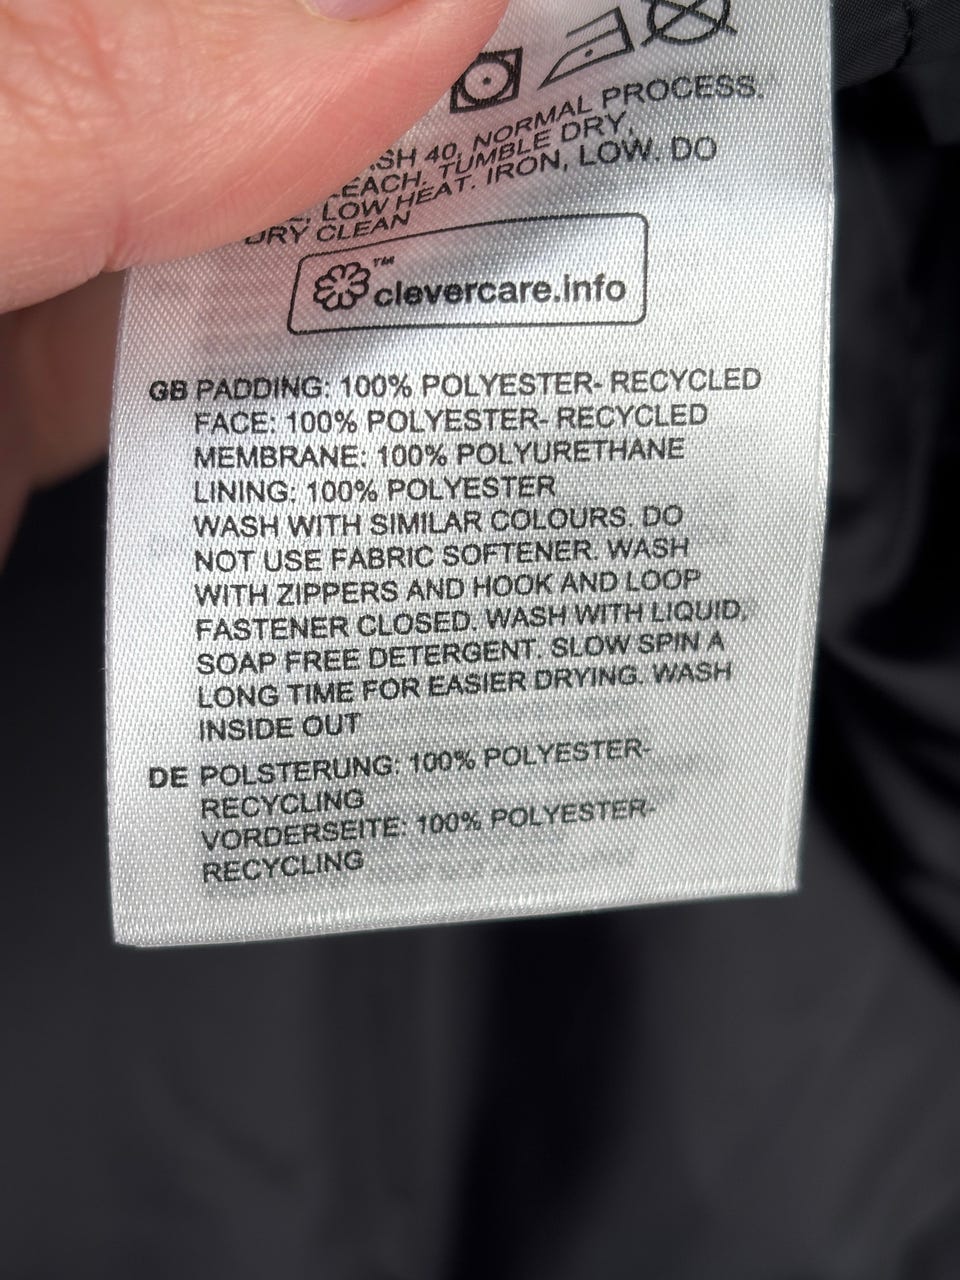 40, NORMAL PROCESS.
TUMBLE DRY,
LOW HEAT. IRON, LOW. DO
DRY CLEAN
™
clevercare.info
GB PADDING: 100% POLYESTER- RECYCLED
FACE: 100% POLYESTER- RECYCLED
MEMBRANE: 100% POLYURETHANE
LINING: 100% POLYESTER
WASH WITH SIMILAR COLOURS. DO
NOT USE FABRIC SOFTENER. WASH
WITH ZIPPERS AND HOOK AND LOOP
FASTENER CLOSED. WASH WITH LIQUID,
SOAP FREE DETERGENT. SLOW SPIN A
LONG TIME FOR EASIER DRYING. WASH
INSIDE OUT
DE POLSTERUNG: 100% POLYESTER-
RECYCLING
VORDERSEITE: 100% POLYESTER-
RECYCLING